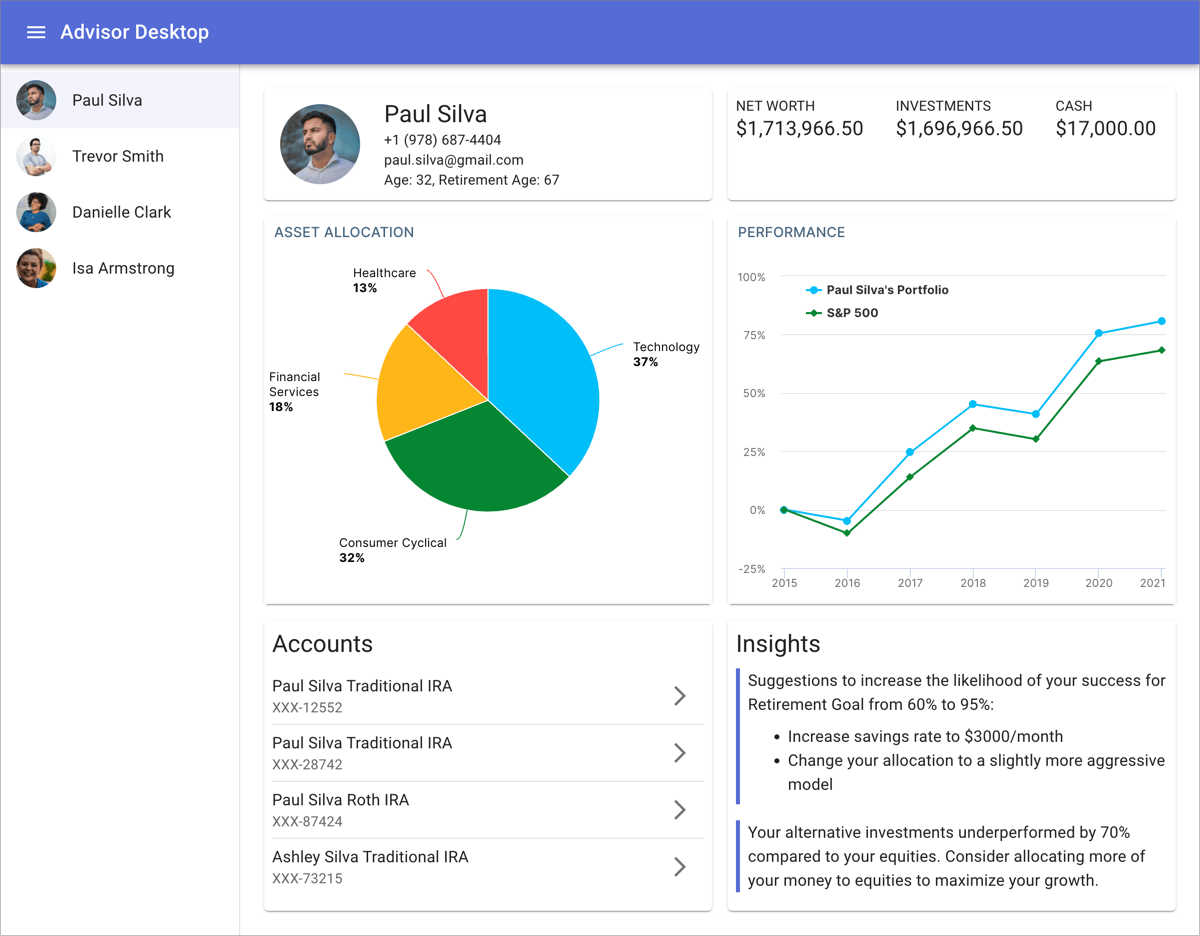 Advisor Desktop
Paul Silva
Trevor Smith
Danielle Clark
Isa Armstrong
Paul Silva
+1 (978) 687-4404
paul.silva@gmail.com
Age: 32, Retirement Age: 67
NET WORTH
$1,713,966.50
INVESTMENTS
$1,696,966.50
CASH
$17,000.00
ASSET ALLOCATION
Healthcare
13%
Technology
37%
Financial
Services
18%
Consumer Cyclical
32%
PERFORMANCE
Paul Silva's Portfolio
S&P 500
100%
75%
50%
25%
0%
-25%
2015 2016 2017 2018 2019 2020 2021
Accounts
Paul Silva Traditional IRA
XXX-12552
Paul Silva Traditional IRA
XXX-28742
Paul Silva Roth IRA
XXX-87424
Ashley Silva Traditional IRA
XXX-73215
Insights
Suggestions to increase the likelihood of your success for
Retirement Goal from 60% to 95%:
• Increase savings rate to $3000/month
• Change your allocation to a slightly more aggressive
model
Your alternative investments underperformed by 70%
compared to your equities. Consider allocating more of
your money to equities to maximize your growth.